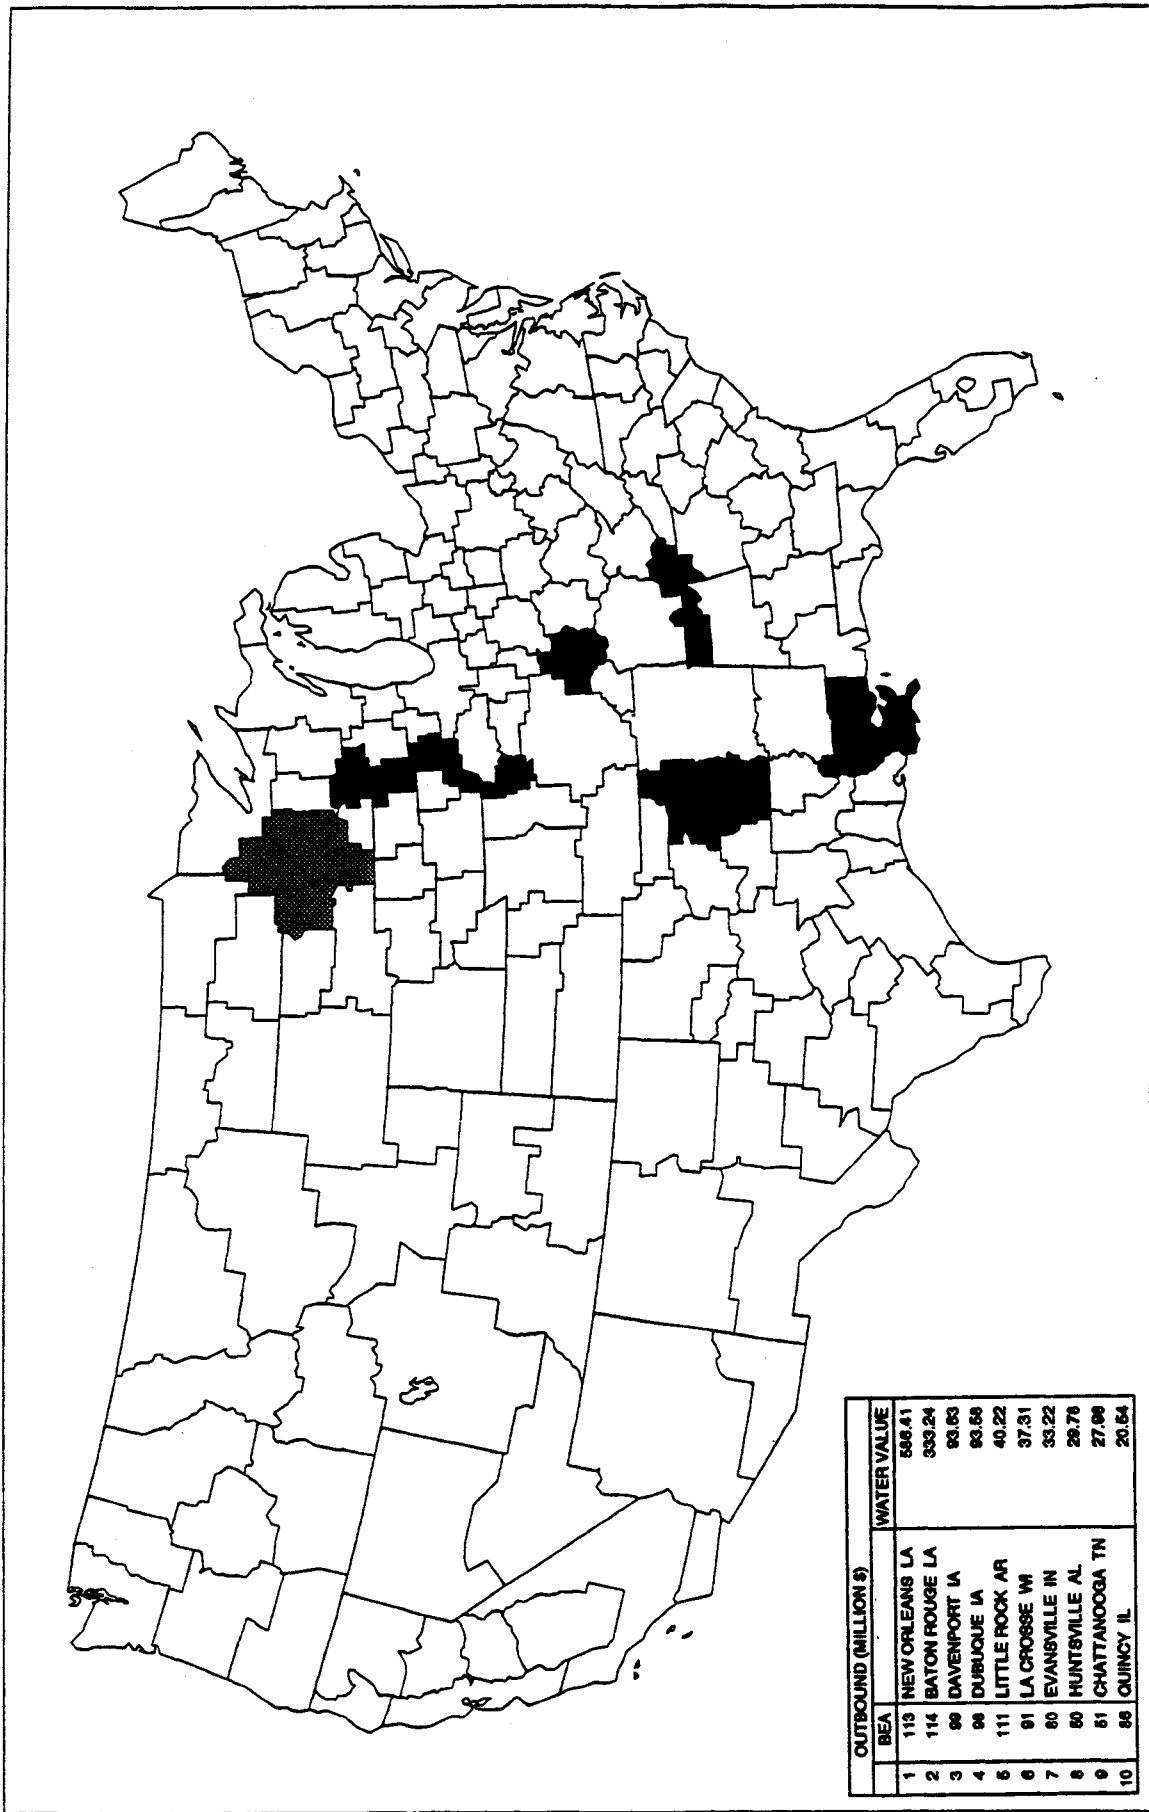 OUTBOUND (MILLION $)
BEA WATER VALUE
1 113 NEW ORLEANS LA 586.41
2 114 BATON ROUGE LA 333.24
3 99 DAVENPORT IA 93.63
4 98 DUBUQUE IA 93.58
5 111 LITTLE ROCK AR 40.22
6 91 LA CROSSE WI 37.31
7 80 EVANSVILLE IN 33.22
8 50 HUNTSVILLE AL 29.78
9 51 CHATTANOOGA TN 27.98
10 88 QUINCY IL 20.54